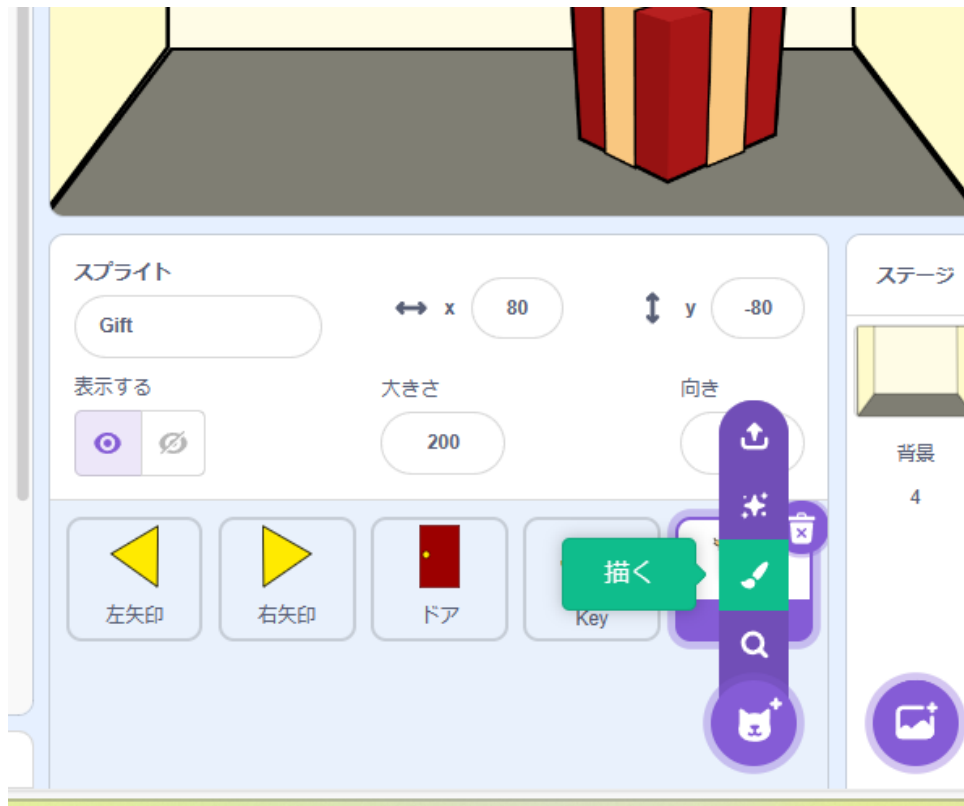 スプライト
Gift
x
80
y
-80
ステージ
表示する
大きさ
向き
200
背景
4
描く
左矢印
右矢印
ドア
Key